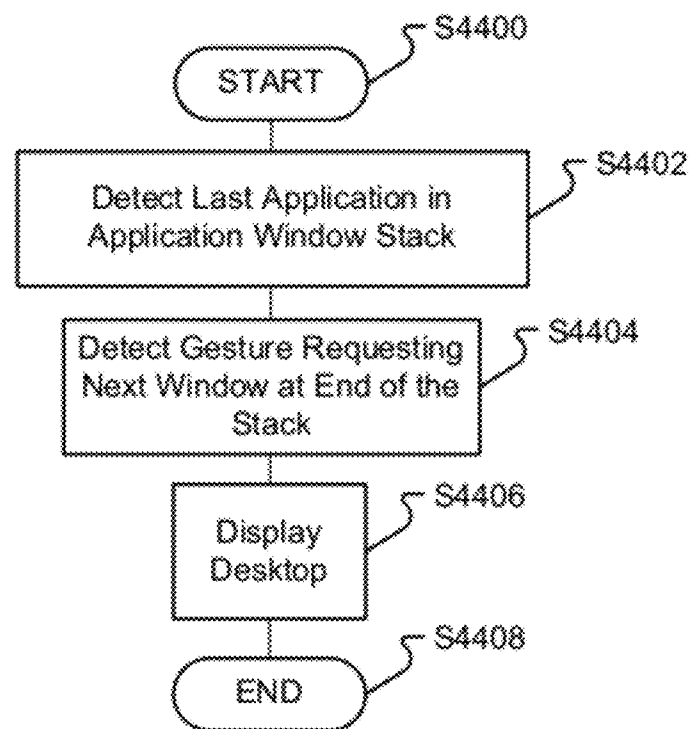 S4400
START
S4402
Detect Last Application in
Application Window Stack
S4404
Detect Gesture Requesting
Next Window at End of the
Stack
S4406
Display
Desktop
S4408
END